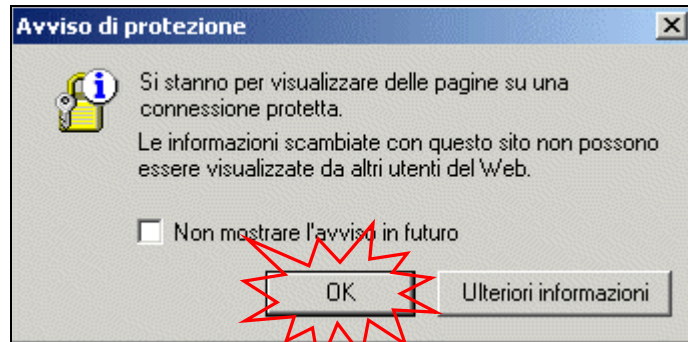 Avviso di protezione
Si stanno per visualizzare delle pagine su una
connessione protetta.
Le informazioni scambiate con questo sito non possono
essere visualizzate da altri utenti del Web.
Non mostrare l'avviso in futuro
OK
Ulteriori informazioni